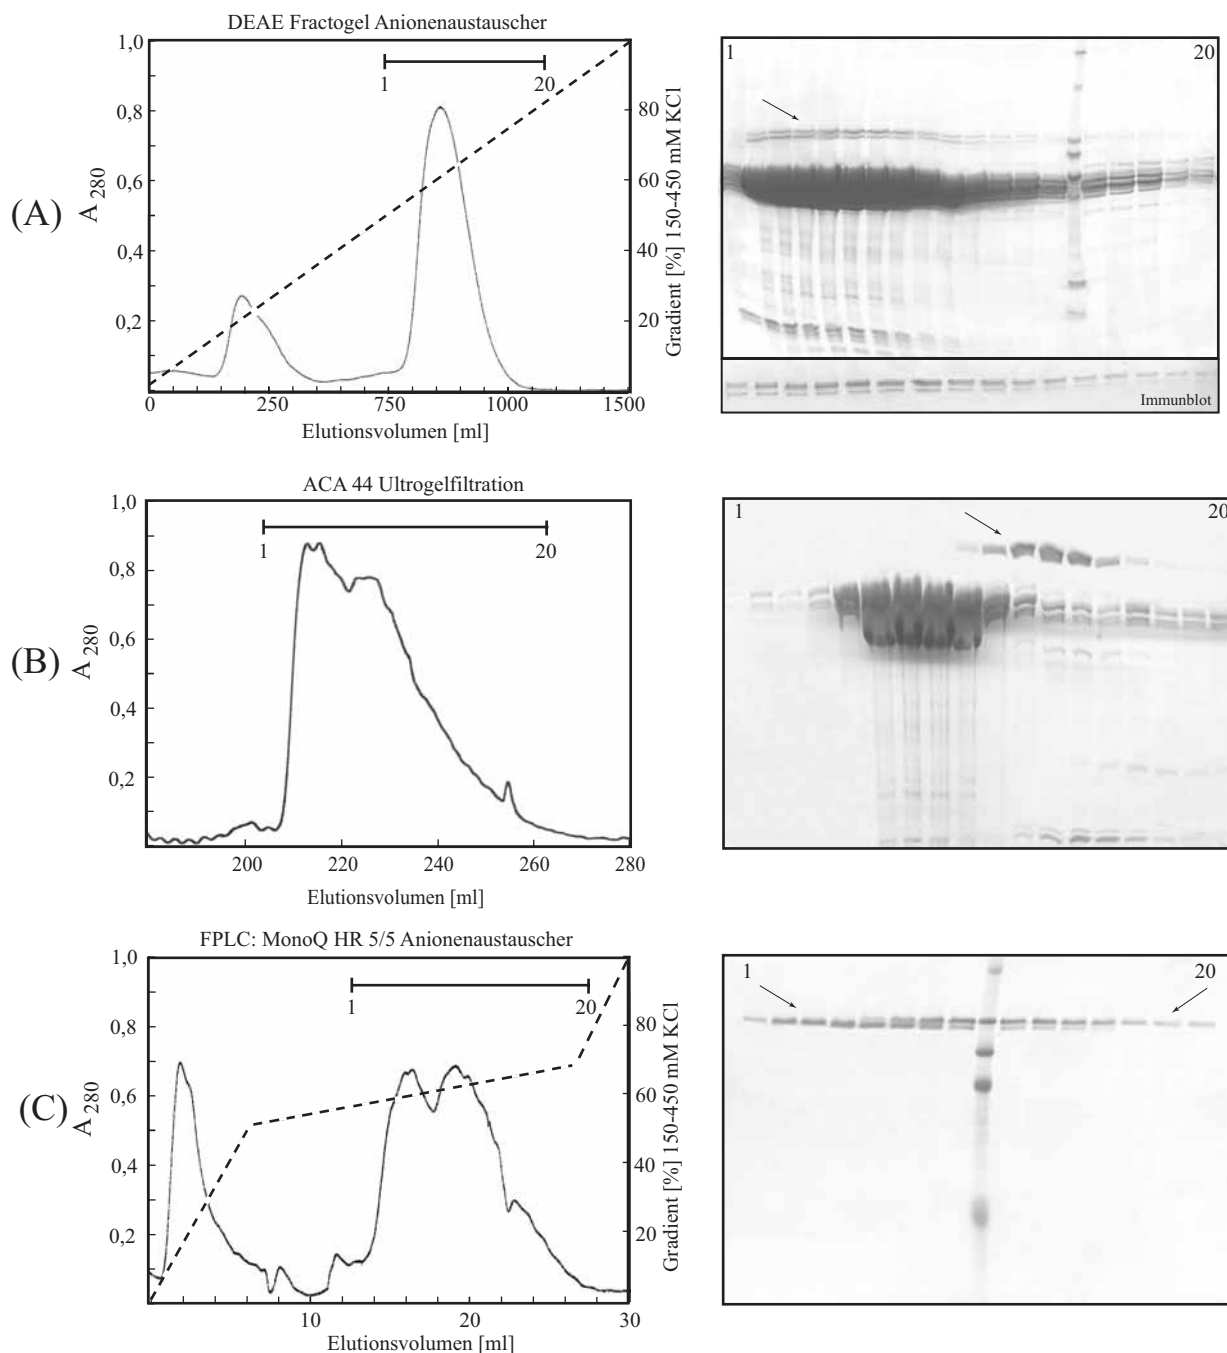 DEAE Fractogel Anionenaustauscher
(A)
A280
1,0
0,8
0,6
0,4
0,2
1 20
80
60
40
20
Gradient [%] 150-450 mM KCl
0 250 750 1000 1500
Elutionsvolumen [ml]
1 20
Immunblot
ACA 44 Ultrogelfiltration
(B)
A280
1,0
0,8
0,6
0,4
0,2
1 20
200 220 240 260 280
Elutionsvolumen [ml]
1 20
FPLC: MonoQ HR 5/5 Anionenaustauscher
(C)
A280
1,0
0,8
0,6
0,4
0,2
1 20
80
60
40
20
Gradient [%] 150-450 mM KCl
10 20 30
Elutionsvolumen [ml]
1 20